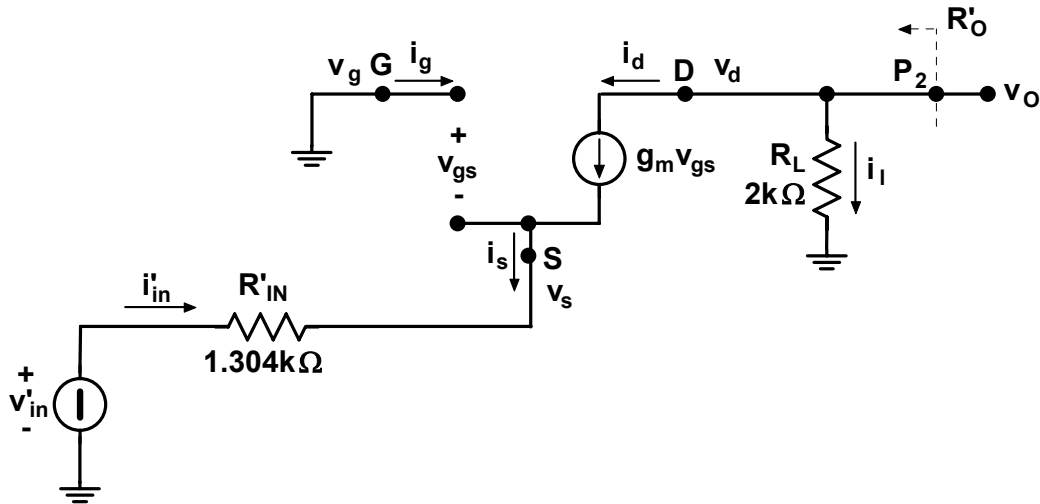 R'O
vg G ig
id D vd P2 vO
+
vgs
-
gmvgs
RL
2kΩ
il
is S
vs
i'in R'IN
1.304kΩ
+
v'in
-